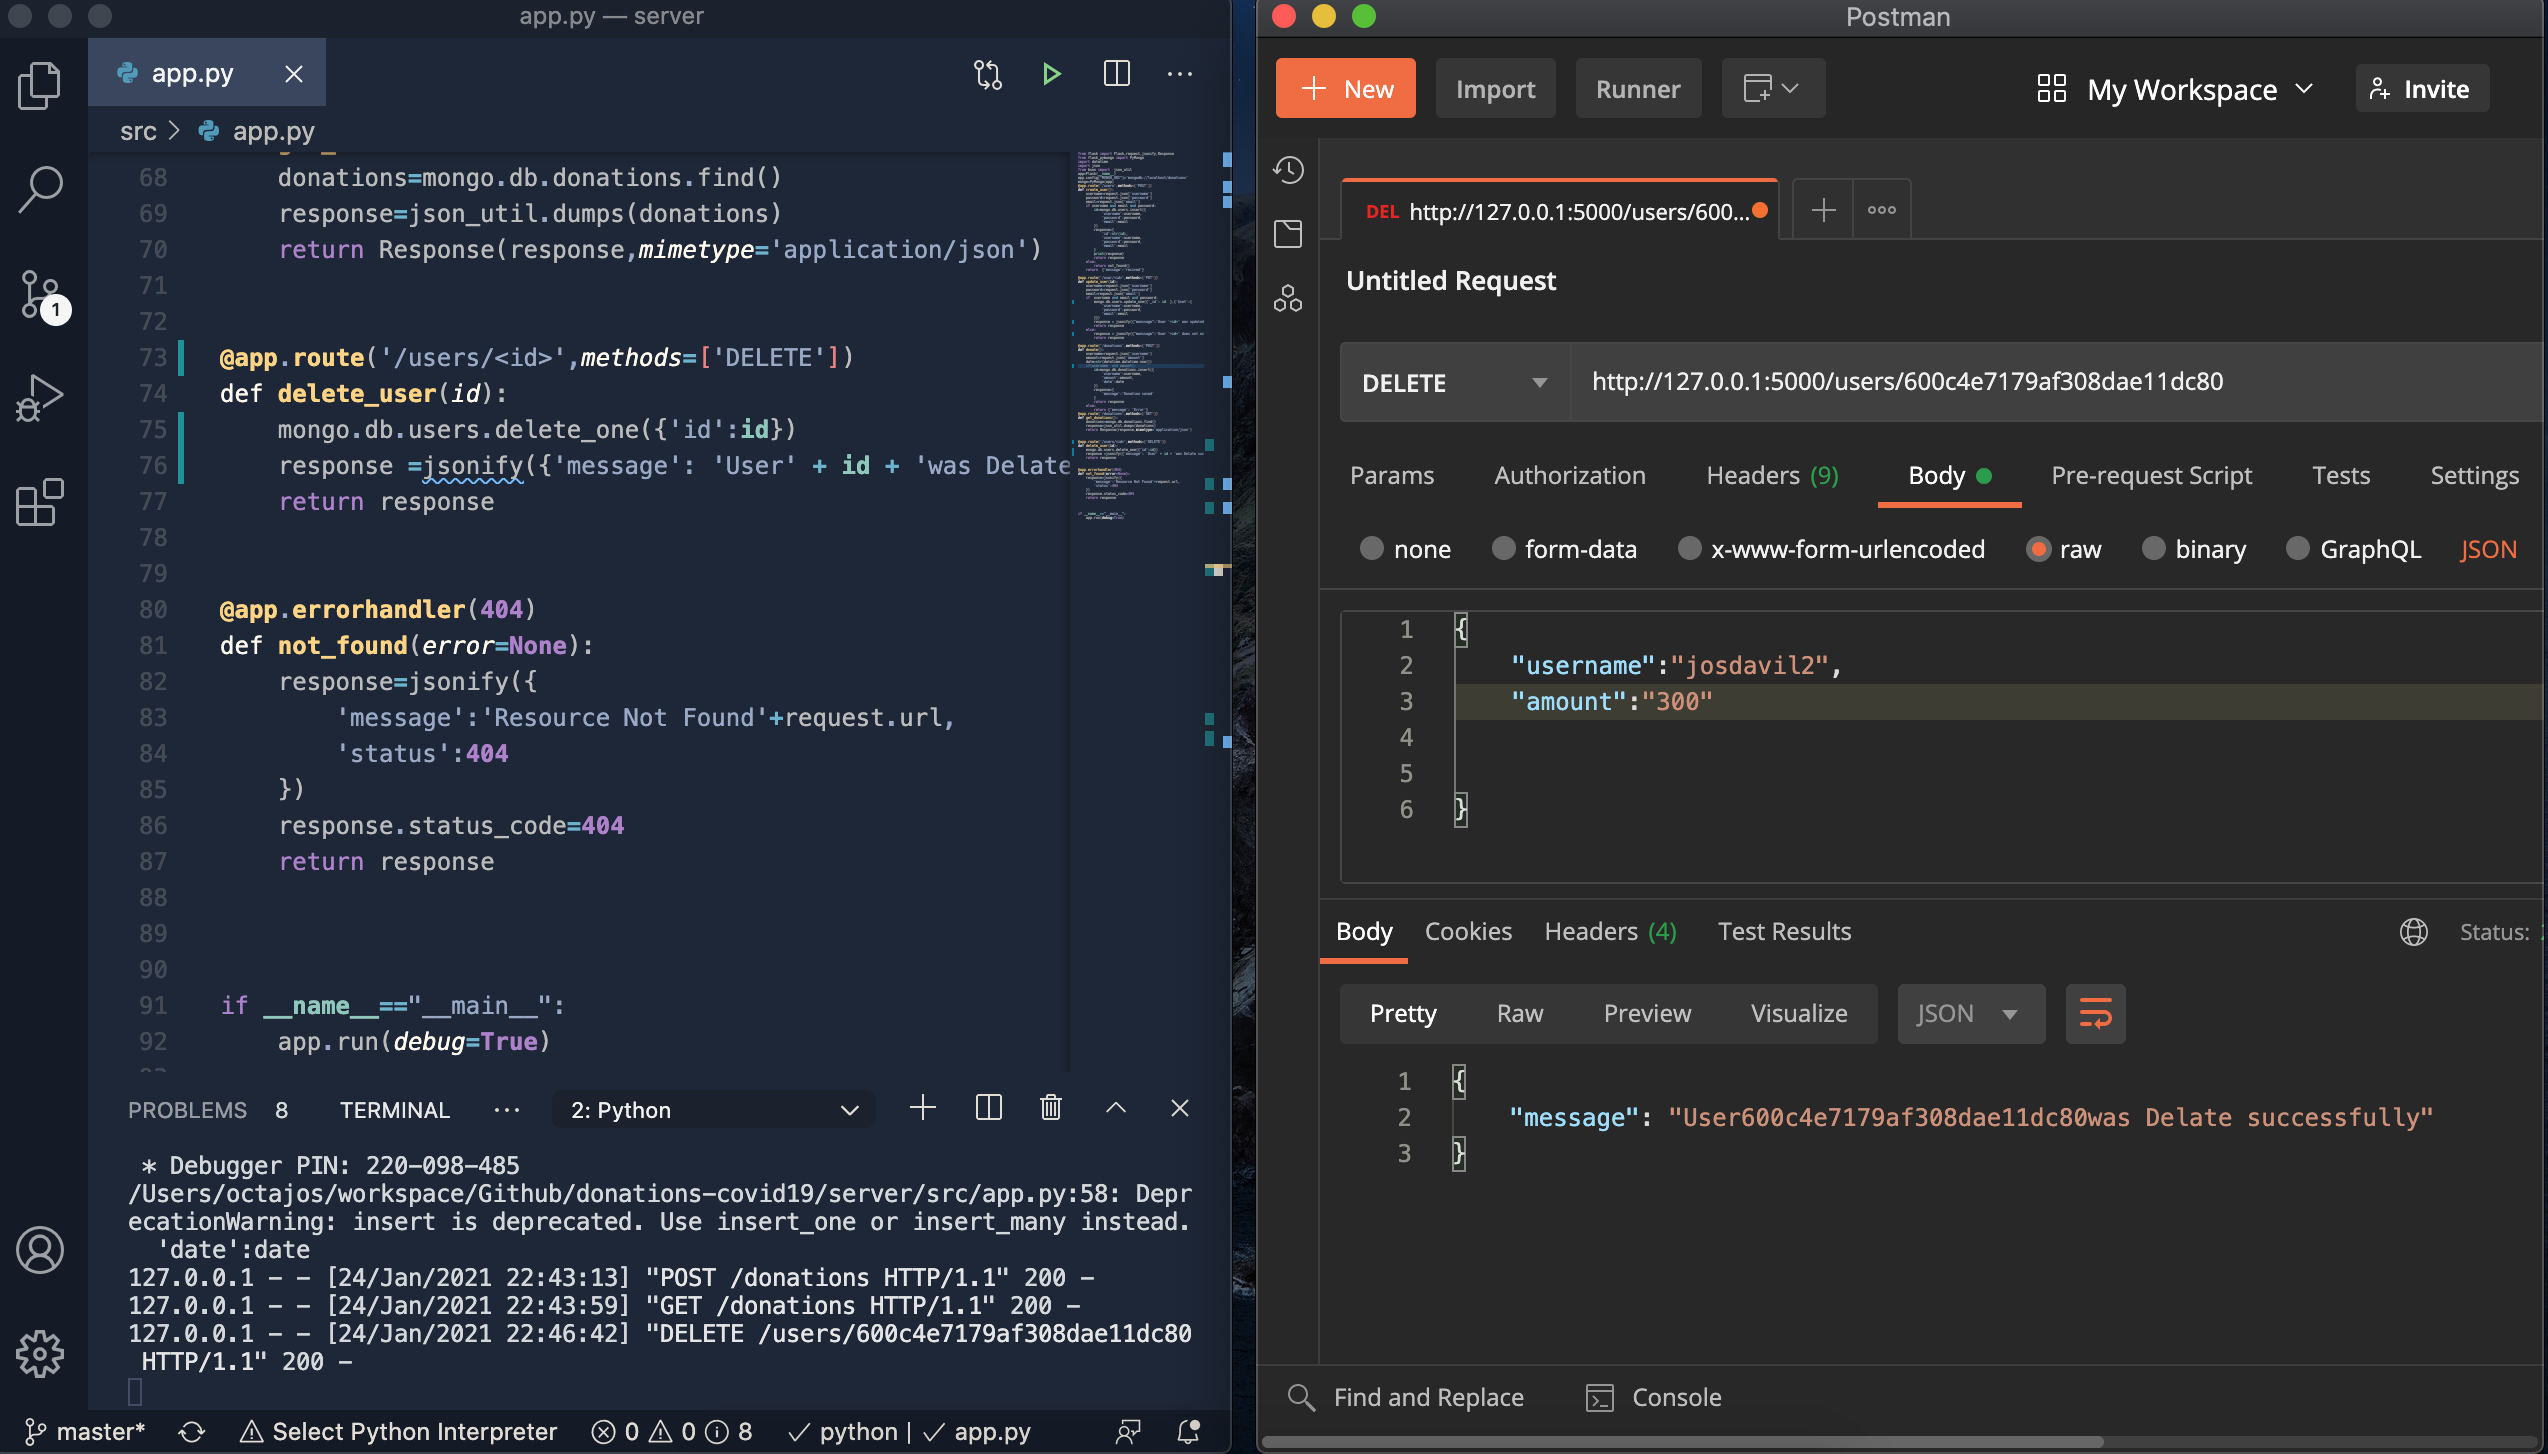 app.py — server
app.py
src > app.py
68 donations=mongo.db.donations.find()
69 response=json_util.dumps(donations)
70 return Response(response,mimetype='application/json')
71
72
73 @app.route('/users/<id>',methods=['DELETE'])
74 def delete_user(id):
75 mongo.db.users.delete_one({'id':id})
76 response =jsonify({'message': 'User' + id + 'was Delate
77 return response
78
79
80 @app.errorhandler(404)
81 def not_found(error=None):
82 response=jsonify({
83 'message':'Resource Not Found'+request.url,
84 'status':404
85 })
86 response.status_code=404
87 return response
88
89
90
91 if __name__=="__main__":
92 app.run(debug=True)
PROBLEMS 8 TERMINAL ··· 2: Python
* Debugger PIN: 220-098-485
/Users/octajos/workspace/Github/donations-covid19/server/src/app.py:58: Depr
ecationWarning: insert is deprecated. Use insert_one or insert_many instead.
'date':date
127.0.0.1 - - [24/Jan/2021 22:43:13] "POST /donations HTTP/1.1" 200 -
127.0.0.1 - - [24/Jan/2021 22:43:59] "GET /donations HTTP/1.1" 200 -
127.0.0.1 - - [24/Jan/2021 22:46:42] "DELETE /users/600c4e7179af308dae11dc80
HTTP/1.1" 200 -
1
master* Select Python Interpreter 0 0 8 python | app.py
Postman
New Import Runner My Workspace Invite
DEL http://127.0.0.1:5000/users/600...
Untitled Request
DELETE http://127.0.0.1:5000/users/600c4e7179af308dae11dc80
Params Authorization Headers (9) Body Pre-request Script Tests Settings
none form-data x-www-form-urlencoded raw binary GraphQL JSON
1 {
2 "username":"josdavil2",
3 "amount":"300"
4
5
6 }
Body Cookies Headers (4) Test Results Status:
Pretty Raw Preview Visualize JSON
1 {
2 "message": "User600c4e7179af308dae11dc80was Delate successfully"
3 }
Find and Replace Console